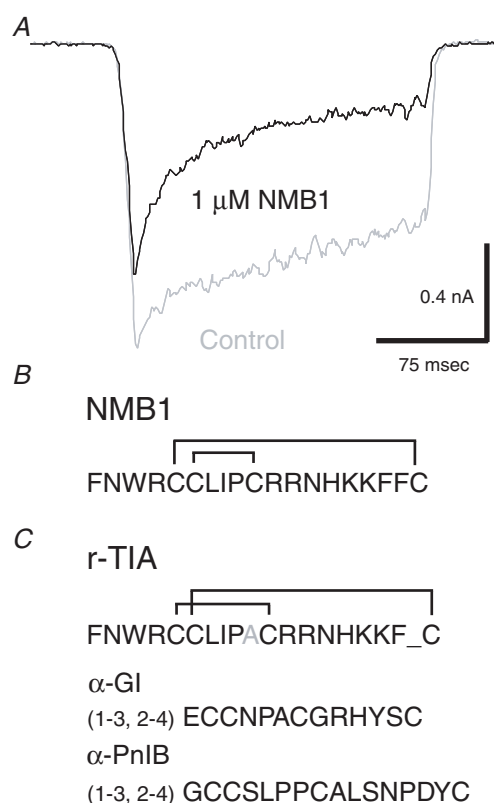 A
1 μM NMB1
0.4 nA
Control
75 msec
B
NMB1
FNWRCCLIPCRRNHKKFFC
C
r-TIA
FNWRCCLIPACRRNHKKF_C
α-GI
(1-3, 2-4) ECCNPACGRHYSC
α-PnIB
(1-3, 2-4) GCCSLPPCALSNPDYC